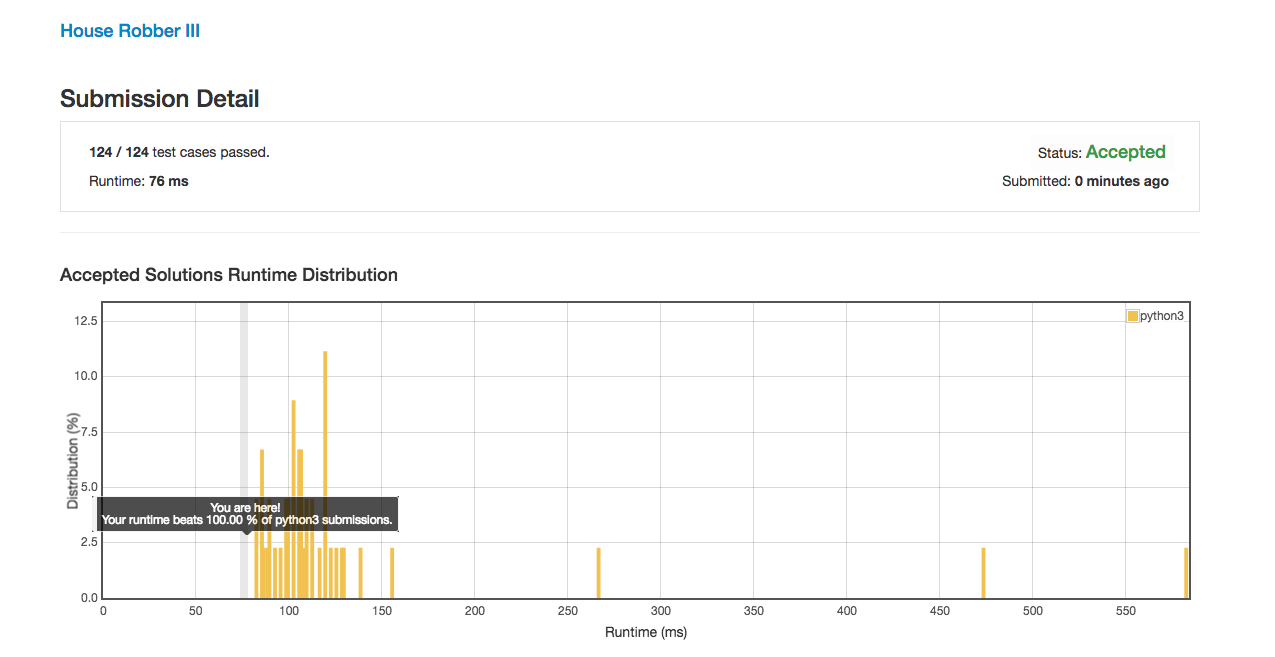 House Robber III
Submission Detail
124 / 124 test cases passed.
Status: Accepted
Runtime: 76 ms
Submitted: 0 minutes ago
Accepted Solutions Runtime Distribution
python3
12.5
10.0
7.5
5.0
2.5
0.0
Distribution (%)
You are here!
Your runtime beats 100.00 % of python3 submissions.
0 50 100 150 200 250 300 350 400 450 500 550
Runtime (ms)